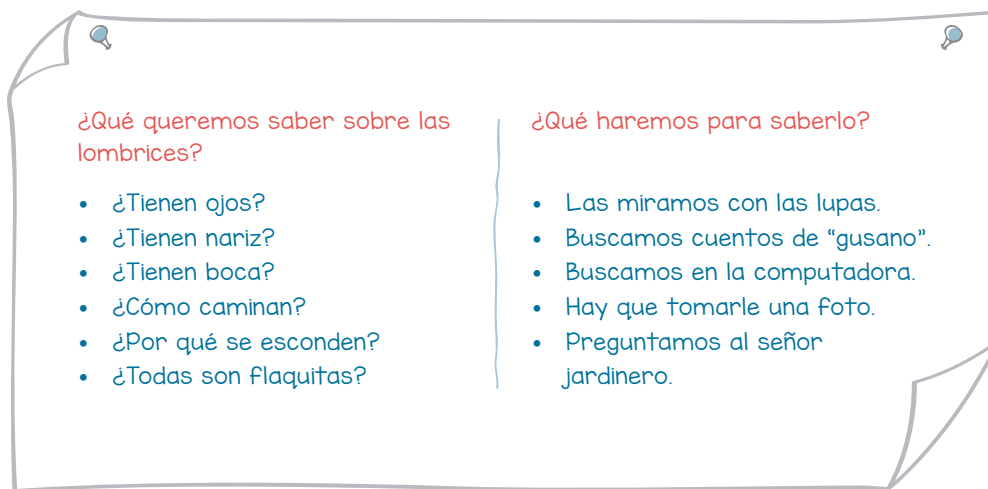 ¿Qué queremos saber sobre las
lombrices?
• ¿Tienen ojos?
• ¿Tienen nariz?
• ¿Tienen boca?
• ¿Cómo caminan?
• ¿Por qué se esconden?
• ¿Todas son flaquitas?
¿Qué haremos para saberlo?
• Las miramos con las lupas.
• Buscamos cuentos de “gusano”.
• Buscamos en la computadora.
• Hay que tomarle una foto.
• Preguntamos al señor
jardinero.